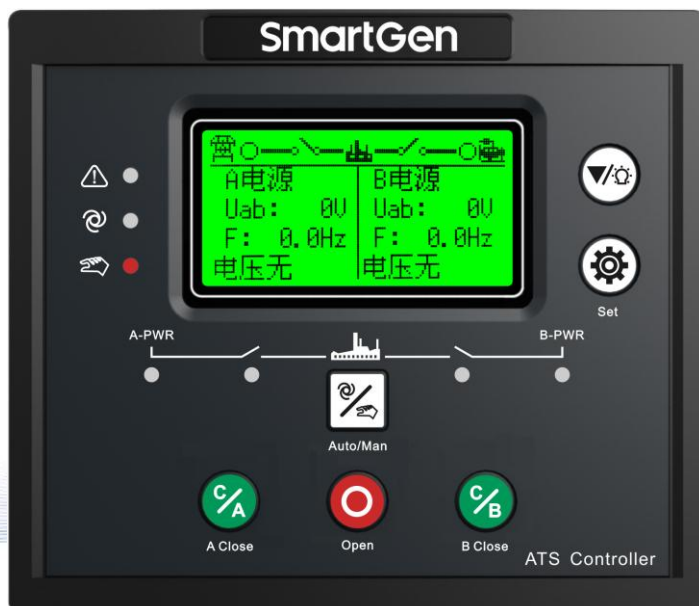 SmartGen
A电源
B电源
Uab: 0V
Uab: 0V
F: 0.0Hz
F: 0.0Hz
电压无
电压无
Set
A-PWR
B-PWR
Auto/Man
C/A
C/B
A Close
Open
B Close
ATS Controller